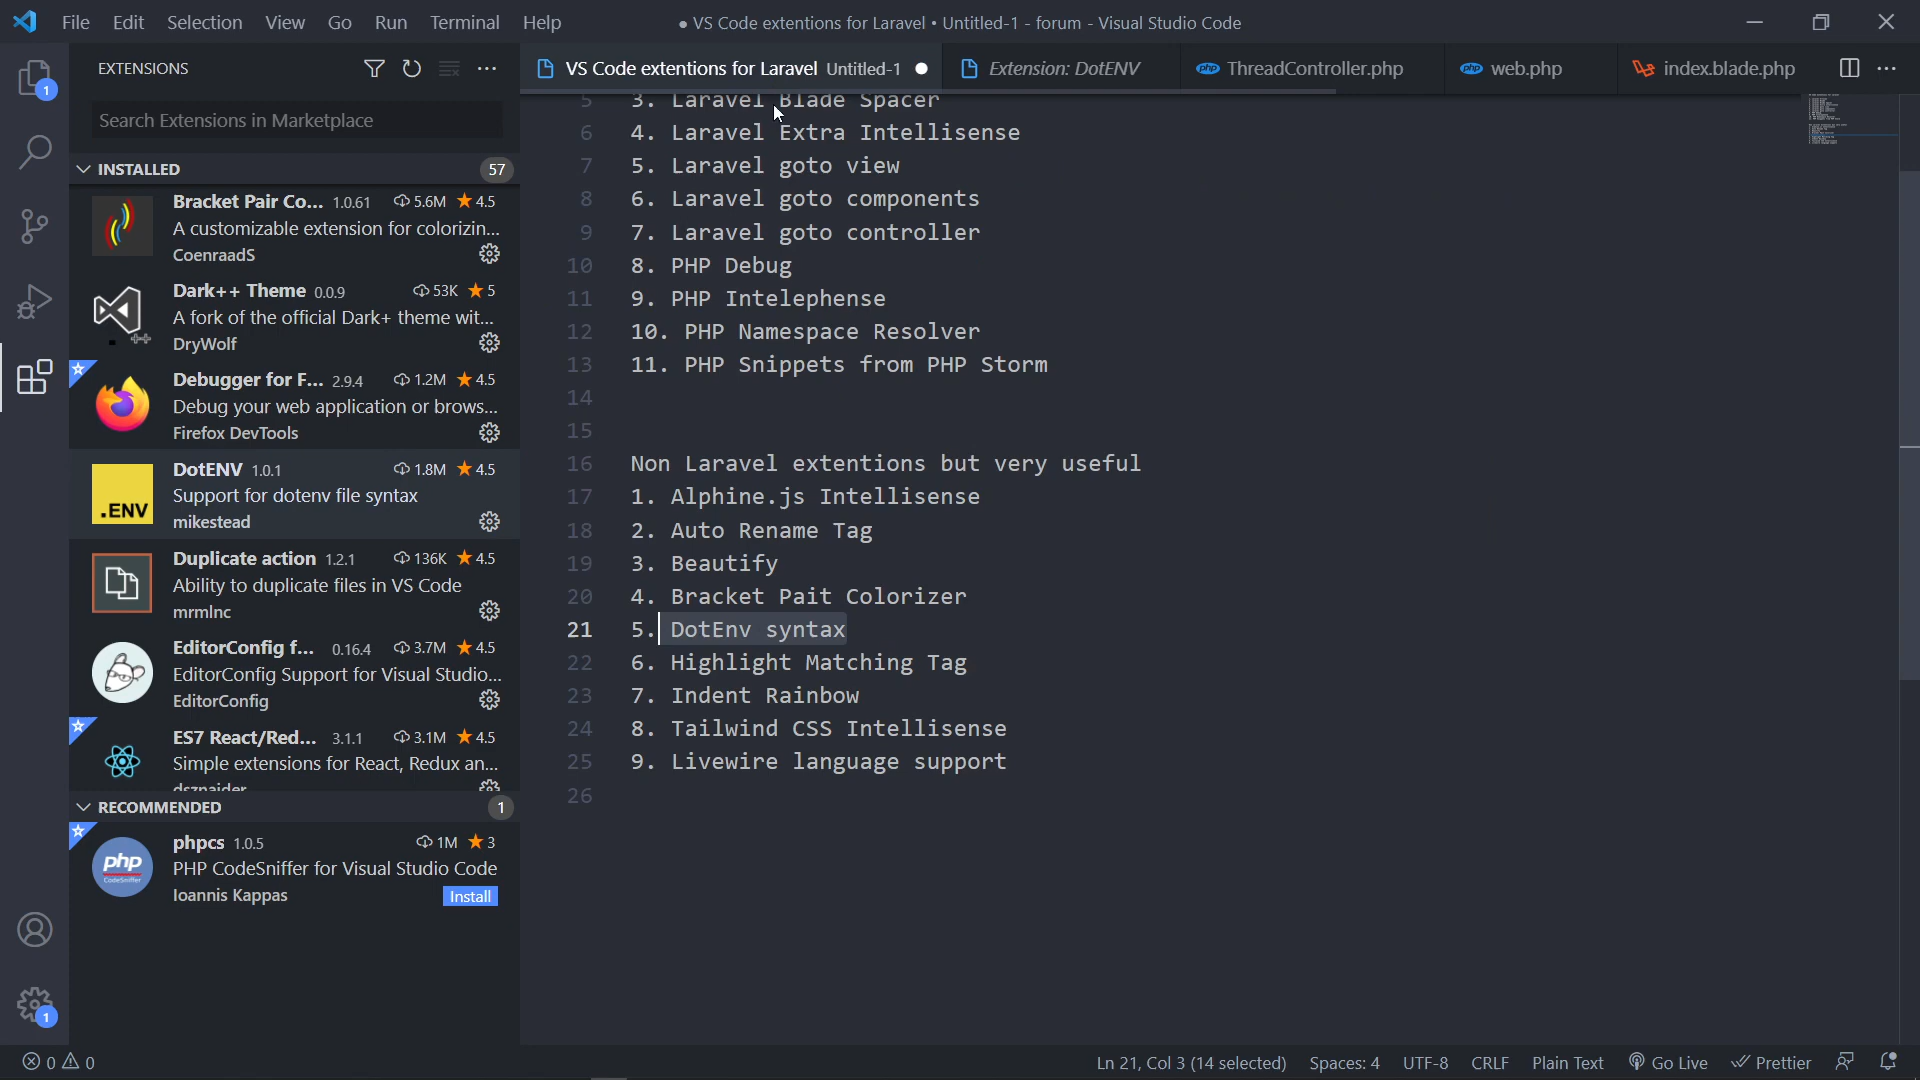 File Edit Selection View Go Run Terminal Help
● VS Code extentions for Laravel • Untitled-1 - forum - Visual Studio Code
EXTENSIONS
VS Code extentions for Laravel Untitled-1
Extension: DotENV
ThreadController.php
web.php
index.blade.php
1
Search Extensions in Marketplace
INSTALLED 57
Bracket Pair Co... 1.0.61 5.6M 4.5
A customizable extension for colorizin...
CoenraadS
Dark++ Theme 0.0.9 53K 5
A fork of the official Dark+ theme wit...
DryWolf
Debugger for F... 2.9.4 1.2M 4.5
Debug your web application or brows...
Firefox DevTools
.ENV
DotENV 1.0.1 1.8M 4.5
Support for dotenv file syntax
mikestead
Duplicate action 1.2.1 136K 4.5
Ability to duplicate files in VS Code
mrmlnc
EditorConfig f... 0.16.4 3.7M 4.5
EditorConfig Support for Visual Studio...
EditorConfig
ES7 React/Red... 3.1.1 3.1M 4.5
Simple extensions for React, Redux an...
dsznajder
RECOMMENDED 1
php
CodeSniffer
phpcs 1.0.5 1M 3
PHP CodeSniffer for Visual Studio Code
Ioannis Kappas Install
1
5 3. Laravel Blade Spacer
6 4. Laravel Extra Intellisense
7 5. Laravel goto view
8 6. Laravel goto components
9 7. Laravel goto controller
10 8. PHP Debug
11 9. PHP Intelephense
12 10. PHP Namespace Resolver
13 11. PHP Snippets from PHP Storm
14
15
16 Non Laravel extentions but very useful
17 1. Alphine.js Intellisense
18 2. Auto Rename Tag
19 3. Beautify
20 4. Bracket Pait Colorizer
21 5. DotEnv syntax
22 6. Highlight Matching Tag
23 7. Indent Rainbow
24 8. Tailwind CSS Intellisense
25 9. Livewire language support
26
0 0
Ln 21, Col 3 (14 selected) Spaces: 4 UTF-8 CRLF Plain Text Go Live Prettier